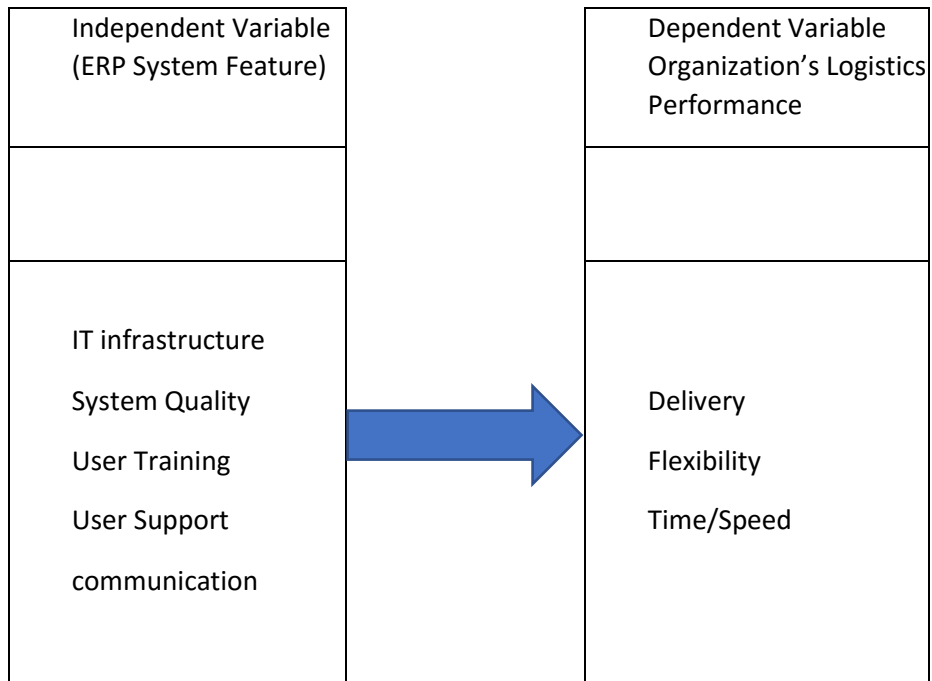 Independent Variable
(ERP System Feature)
Dependent Variable
Organization’s Logistics
Performance
IT infrastructure
System Quality
User Training
User Support
communication
Delivery
Flexibility
Time/Speed